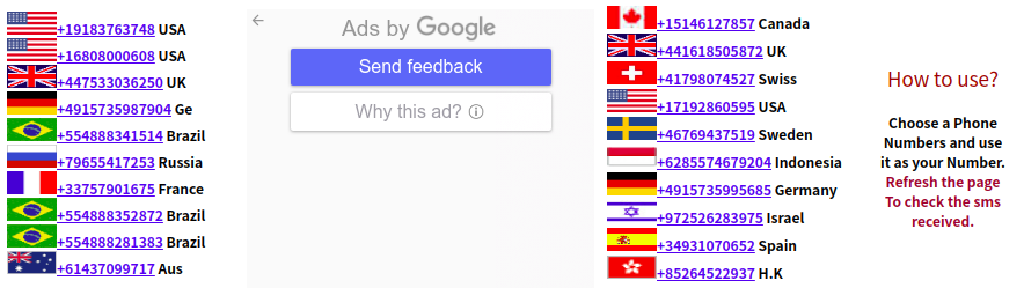 +19183763748 USA
+16808000608 USA
+447533036250 UK
+4915735987904 Ge
+554888341514 Brazil
+79655417253 Russia
+33757901675 France
+554888352872 Brazil
+554888281383 Brazil
+61437099717 Aus
Ads by Google
Send feedback
Why this ad?
+15146127857 Canada
+441618505872 UK
+41798074527 Swiss
+17192860595 USA
+46769437519 Sweden
+6285574679204 Indonesia
+4915735995685 Germany
+972526283975 Israel
+34931070652 Spain
+85264522937 H.K
How to use?
Choose a Phone
Numbers and use
it as your Number.
Refresh the page
To check the sms
received.